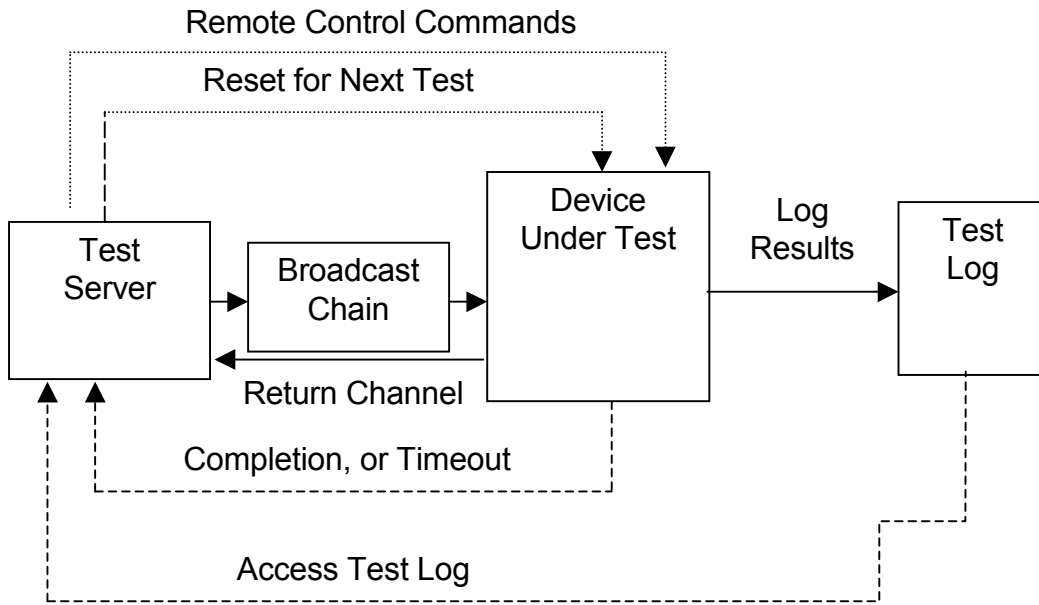 Remote Control Commands
Reset for Next Test
Device
Under Test
Log
Results
Test
Log
Test
Server
Broadcast
Chain
Return Channel
Completion, or Timeout
Access Test Log